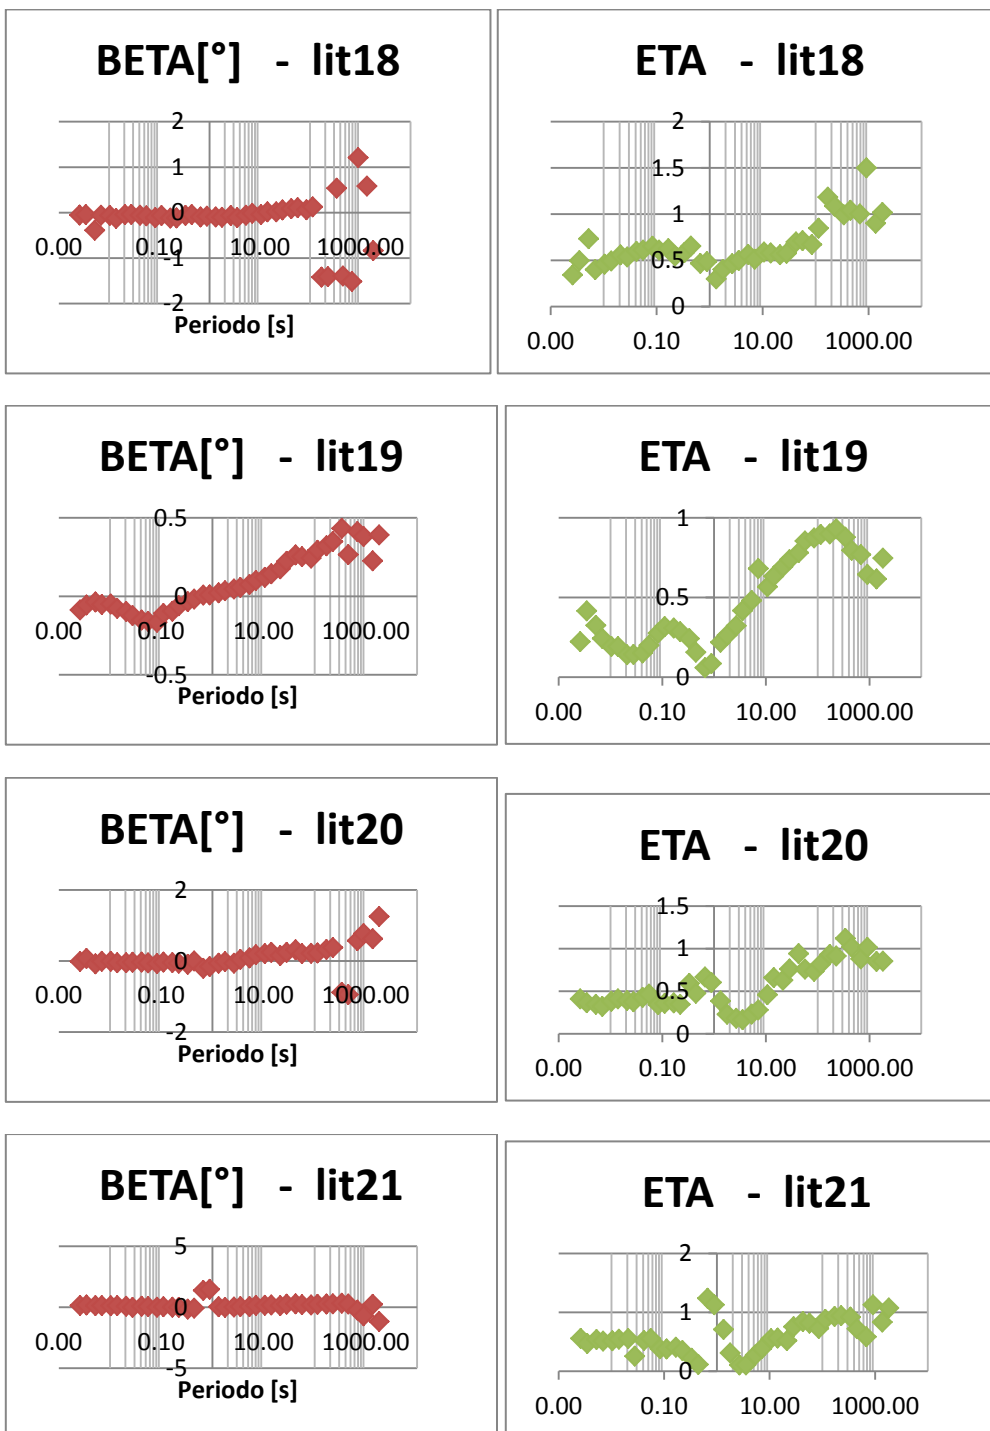 BETA[°] - lit18
2
1
0
0.00 0.10 10.00 1000.00
-1
-2
Periodo [s]
ETA - lit18
2
1.5
1
0.5
0
0.00 0.10 10.00 1000.00
BETA[°] - lit19
0.5
0
0.00 0.10 10.00 1000.00
-0.5
Periodo [s]
ETA - lit19
1
0.5
0
0.00 0.10 10.00 1000.00
BETA[°] - lit20
2
0
0.00 0.10 10.00 1000.00
-2
Periodo [s]
ETA - lit20
1.5
1
0.5
0
0.00 0.10 10.00 1000.00
BETA[°] - lit21
5
0
0.00 0.10 10.00 1000.00
-5
Periodo [s]
ETA - lit21
2
1
0
0.00 0.10 10.00 1000.00